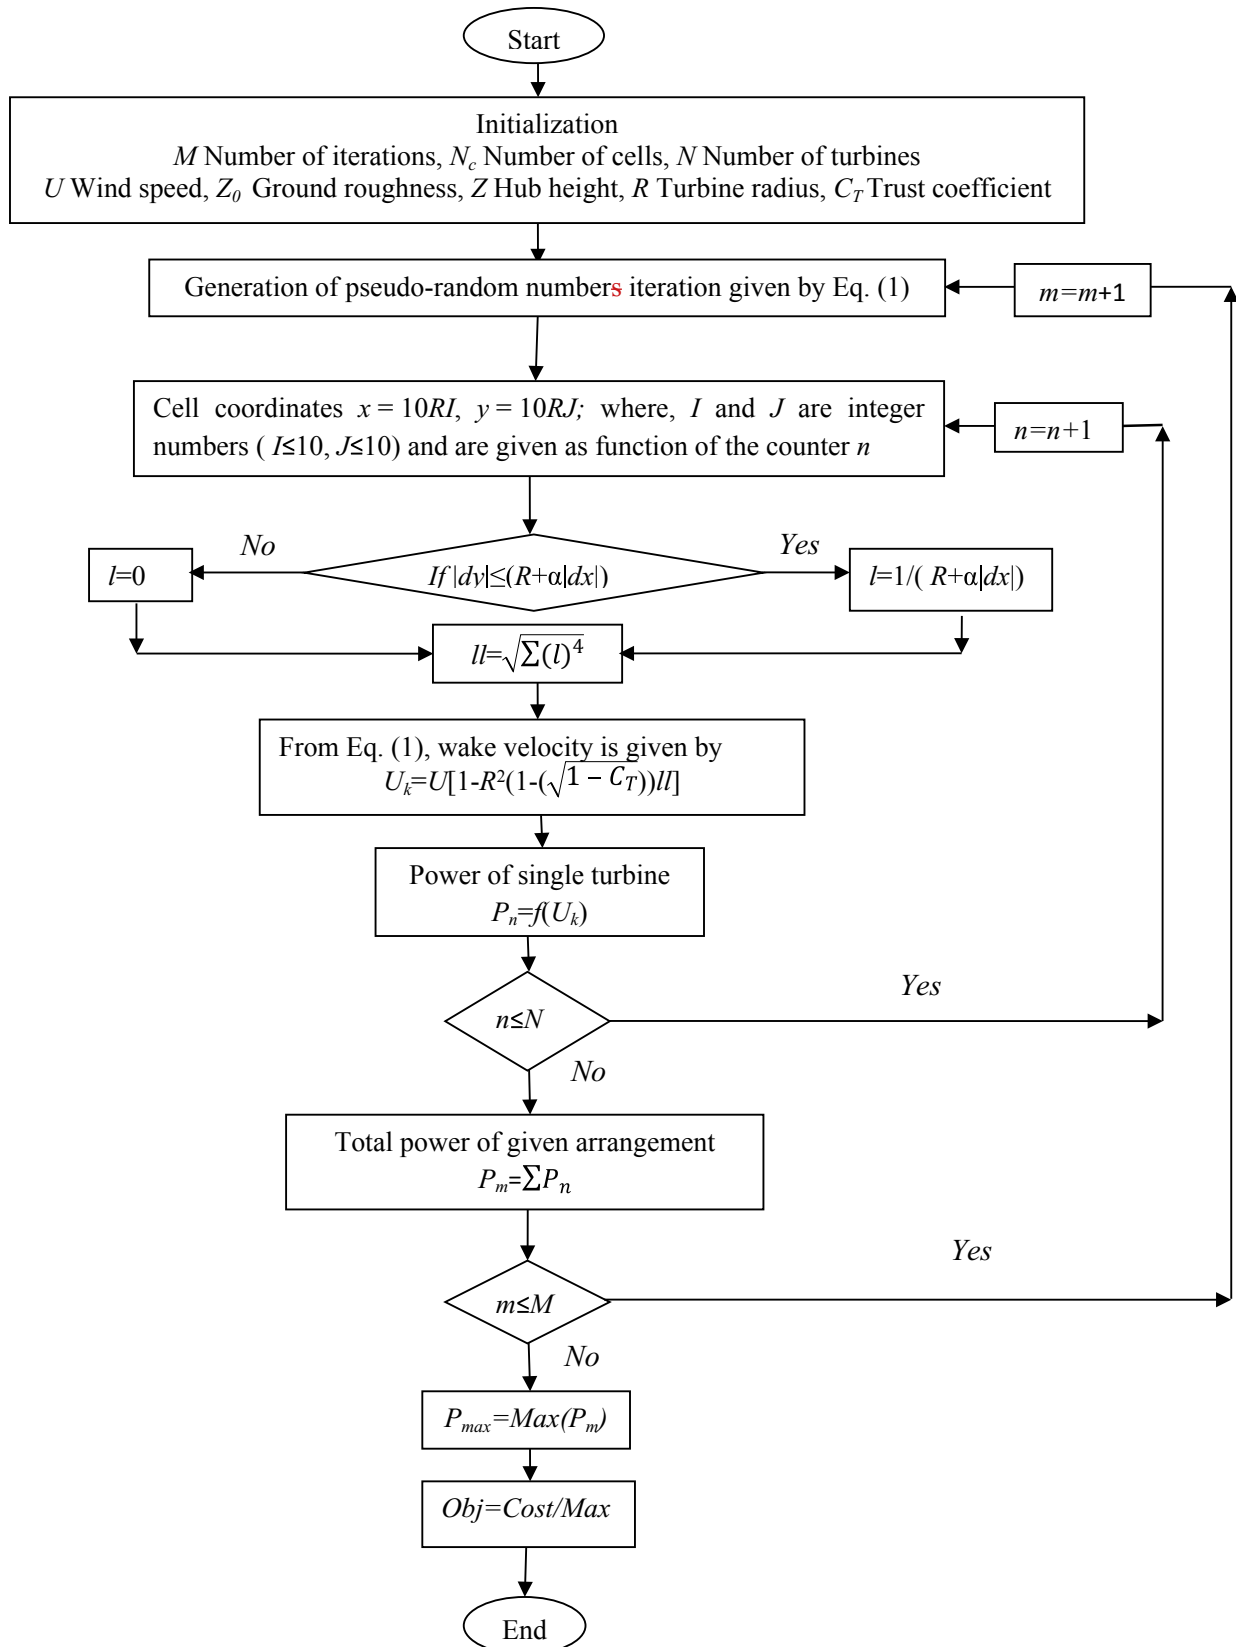 Start
Initialization
M Number of iterations, N_c Number of cells, N Number of turbines
U Wind speed, Z_0 Ground roughness, Z Hub height, R Turbine radius, C_T Trust coefficient
Generation of pseudo-random numbers iteration given by Eq. (1)
m=m+1
Cell coordinates x = 10RI, y = 10RJ; where, I and J are integer
numbers ( I≤10, J≤10) and are given as function of the counter n
n=n+1
No
Yes
l=0
If |dy|≤(R+α|dx|)
l=1/( R+α|dx|)
ll=√∑(l)^4
From Eq. (1), wake velocity is given by
U_k=U[1-R²(1-(√1 − C_T))ll]
Power of single turbine
P_n=f(U_k)
Yes
n≤N
No
Total power of given arrangement
P_m=∑P_n
Yes
m≤M
No
P_max=Max(P_m)
Obj=Cost/Max
End